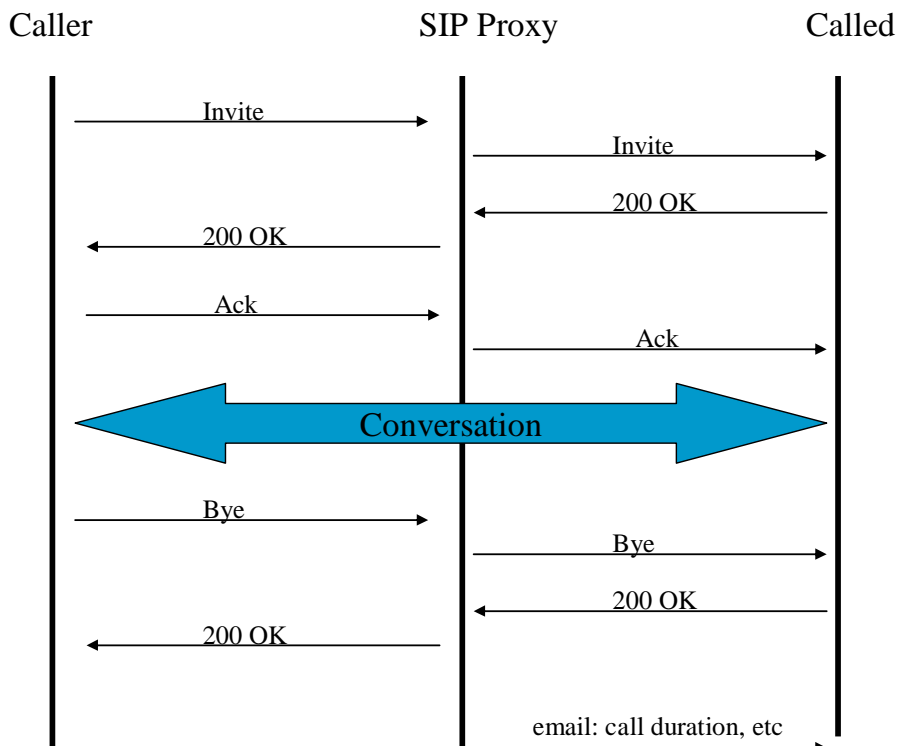 Caller SIP Proxy Called
Invite
Invite
200 OK
200 OK
Ack
Ack
Conversation
Bye
Bye
200 OK
200 OK
email: call duration, etc